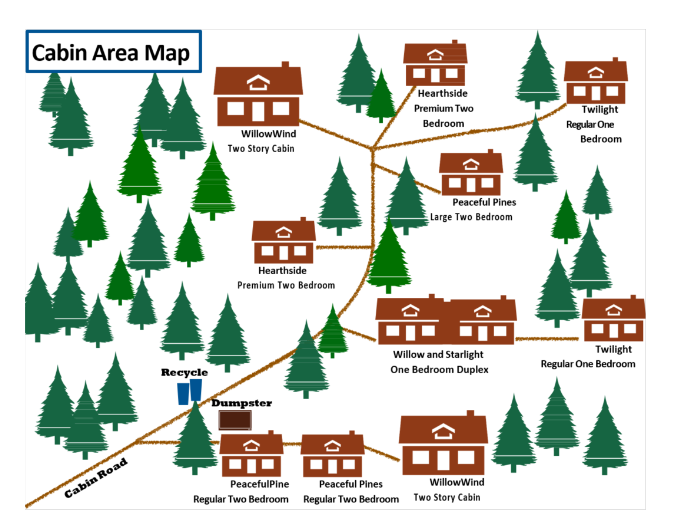 Cabin Area Map
Hearthside
Premium Two
Bedroom
Twilight
Regular One
Bedroom
WillowWind
Two Story Cabin
Peaceful Pines
Large Two Bedroom
Hearthside
Premium Two Bedroom
Willow and Starlight
One Bedroom Duplex
Twilight
Regular One Bedroom
Recycle
Dumpster
Cabin Road
PeacefulPine
Regular Two Bedroom
Peaceful Pines
Regular Two Bedroom
WillowWind
Two Story Cabin